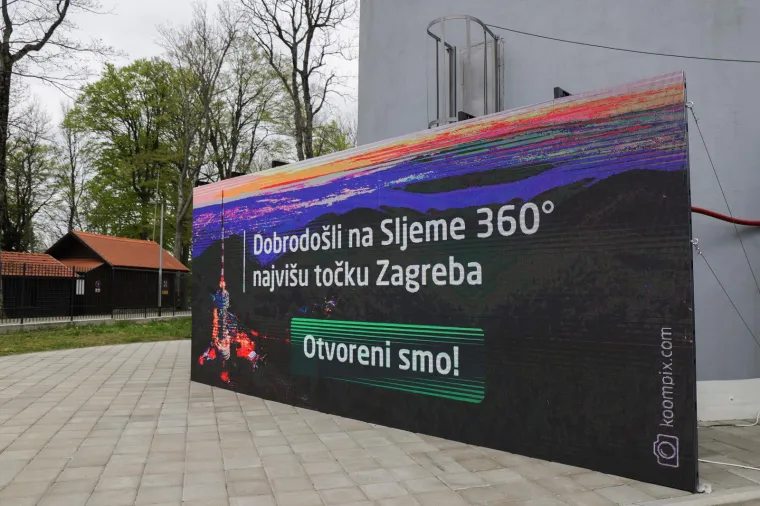 Dobrodošli na Sljeme 360°
najvišu točku Zagreba
Otvoreni smo!
koompix.com